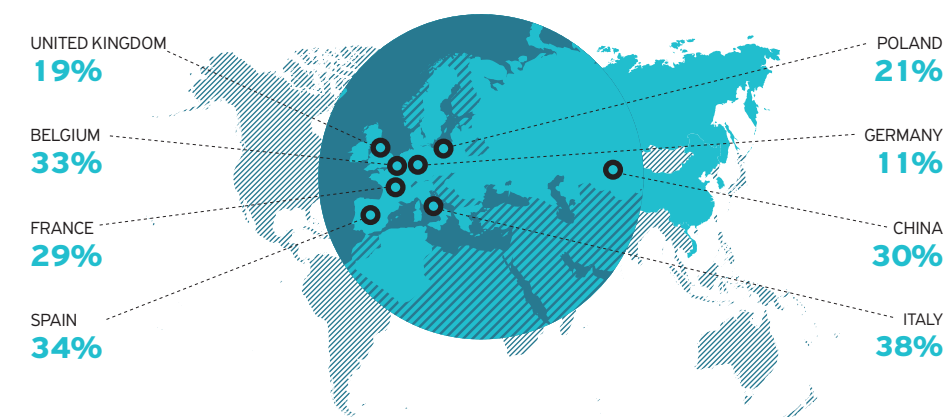 UNITED KINGDOM
19%
BELGIUM
33%
FRANCE
29%
SPAIN
34%
POLAND
21%
GERMANY
11%
CHINA
30%
ITALY
38%